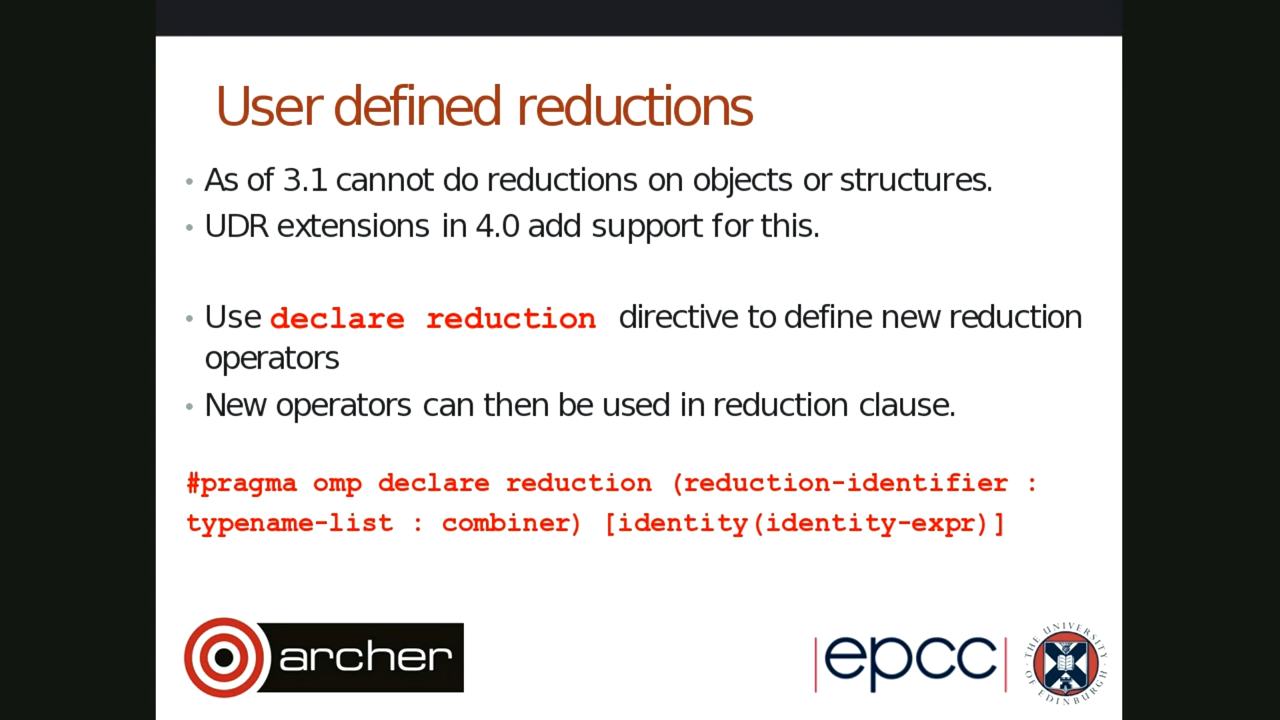 User defined reductions
• As of 3.1 cannot do reductions on objects or structures.
• UDR extensions in 4.0 add support for this.
• Use declare reduction directive to define new reduction
operators
• New operators can then be used in reduction clause.
#pragma omp declare reduction (reduction-identifier :
typename-list : combiner) [identity(identity-expr)]
archer
epcc
THE UNIVERSITY
OF EDINBURGH